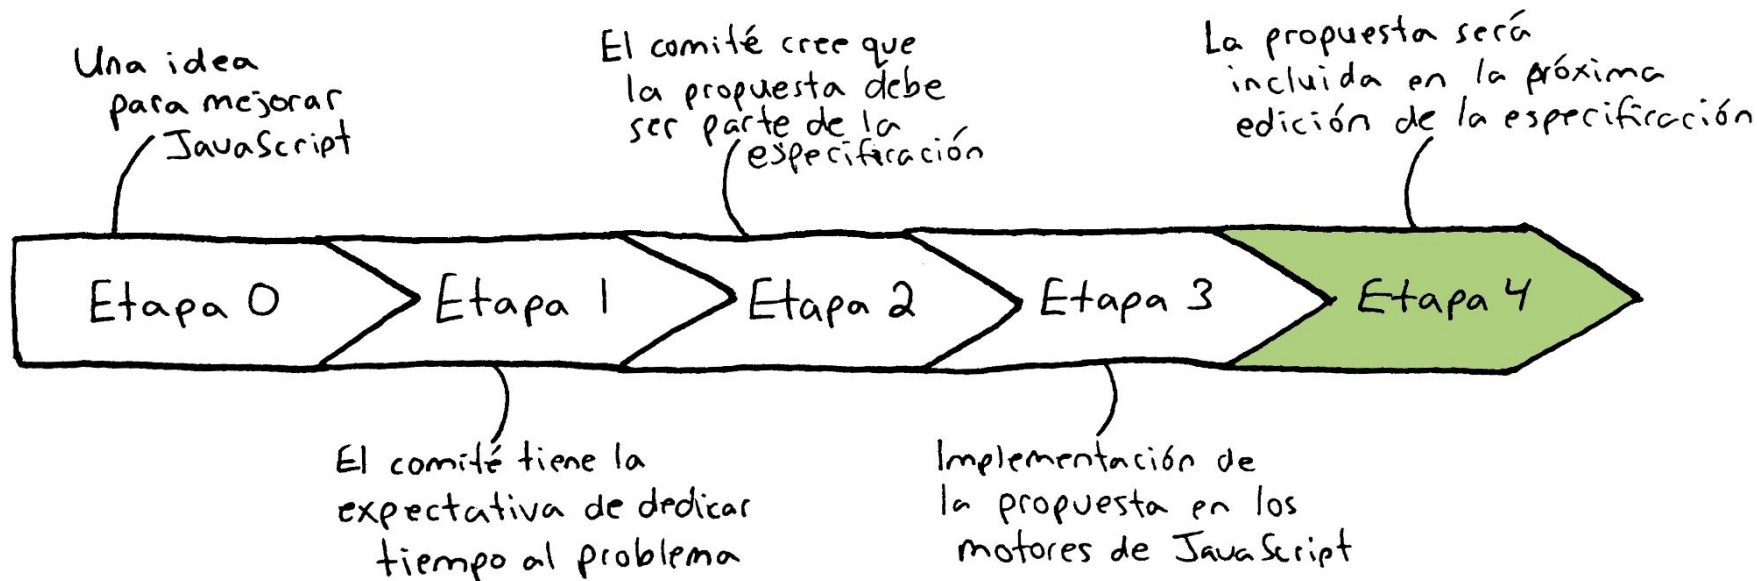 Una idea
para mejorar
JavaScript
El comité cree que
la propuesta debe
ser parte de la
especificación
La propuesta será
incluida en la próxima
edición de la especificación
Etapa 0
Etapa 1
Etapa 2
Etapa 3
Etapa 4
El comité tiene la
expectativa de dedicar
tiempo al problema
Implementación de
la propuesta en los
motores de JavaScript